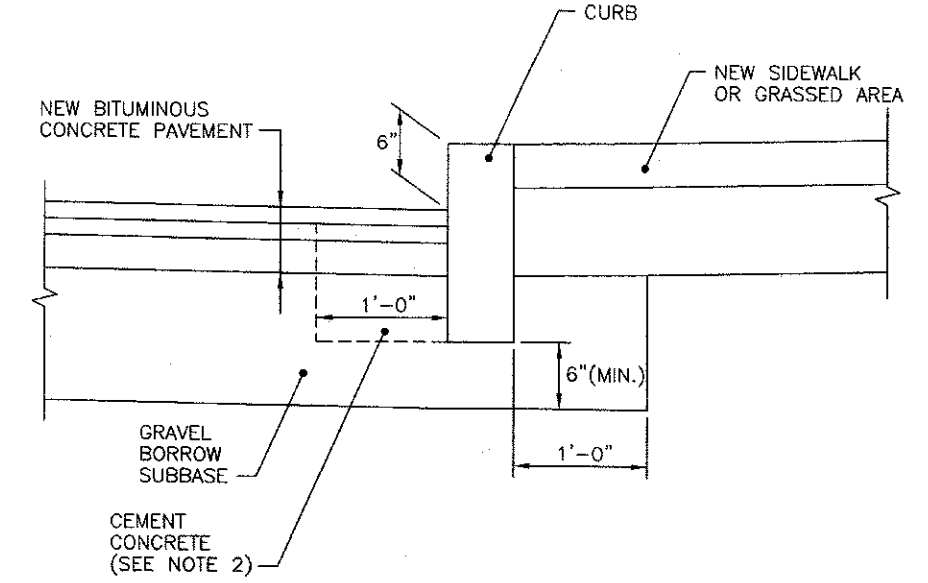 CURB
NEW SIDEWALK
OR GRASSED AREA
NEW BITUMINOUS
CONCRETE PAVEMENT
6"
1'-0"
6"(MIN.)
1'-0"
GRAVEL
BORROW
SUBBASE
CEMENT
CONCRETE
(SEE NOTE 2)